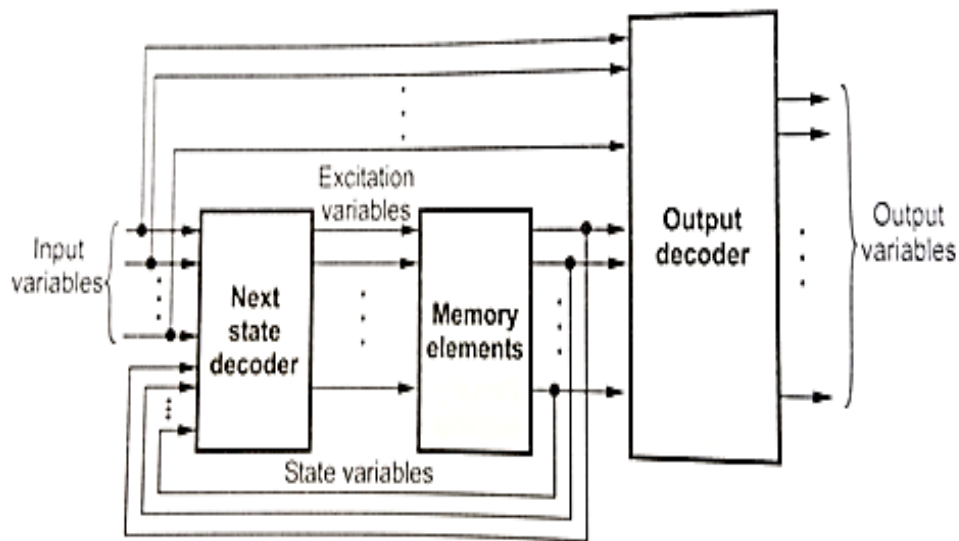 Excitation
variables
Input
variables
Next
state
decoder
Memory
elements
Output
decoder
Output
variables
State variables